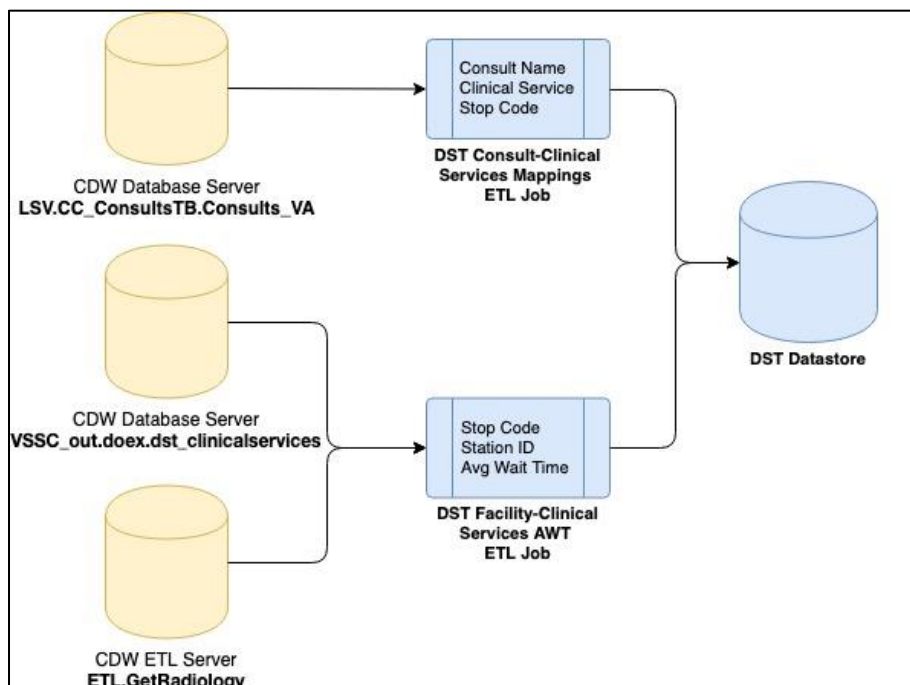 Consult Name
Clinical Service
Stop Code
DST Consult-Clinical
Services Mappings
ETL Job
CDW Database Server
LSV.CC_ConsultsTB.Consults_VA
DST Datastore
CDW Database Server
VSSC_out.doex.dst_clinicalservices
Stop Code
Station ID
Avg Wait Time
DST Facility-Clinical
Services AWT
ETL Job
CDW ETL Server
ETL.GetRadiology